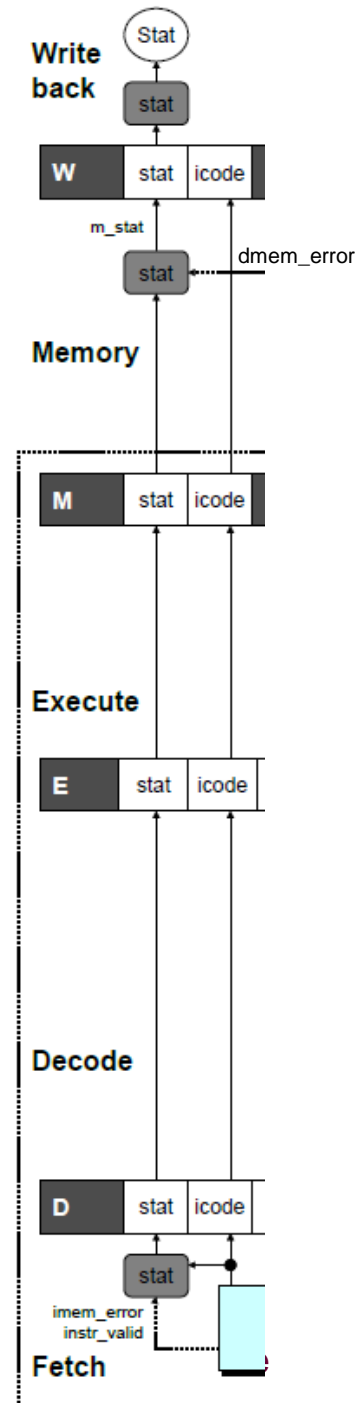 Stat
Write
back
stat
W stat icode
m_stat
dmem_error
stat
Memory
M stat icode
Execute
E stat icode
Decode
D stat icode
stat
imem_error
instr_valid
Fetch
e